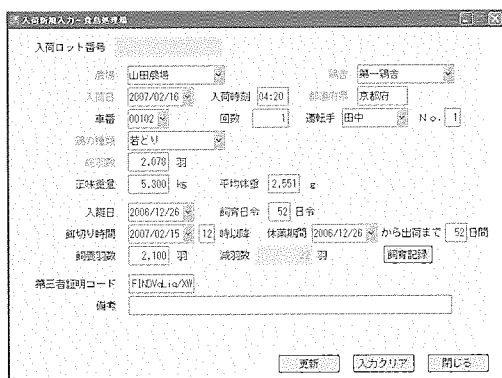 入荷新規入力－食鳥処理場
入荷ロット番号
農場 山田農場 鶏舎 第一鶏舎
入荷日 2007/02/16 入荷時刻 04:20 都道府県 京都府
車番 00102 回数 1 運転手 田中 No. 1
鶏の種類 若どり
総羽数 2,078 羽
正味重量 5,300 kg 平均体重 2,551 g
入雛日 2006/12/26 飼育日令 52 日令
餌切り時間 2007/02/15 12 時以降 休薬期間 2006/12/26 から出荷まで 52 日間
飼養羽数 2,100 羽 減羽数 羽 飼育記録
第三者証明コード
備考
更新 入力クリア 閉じる